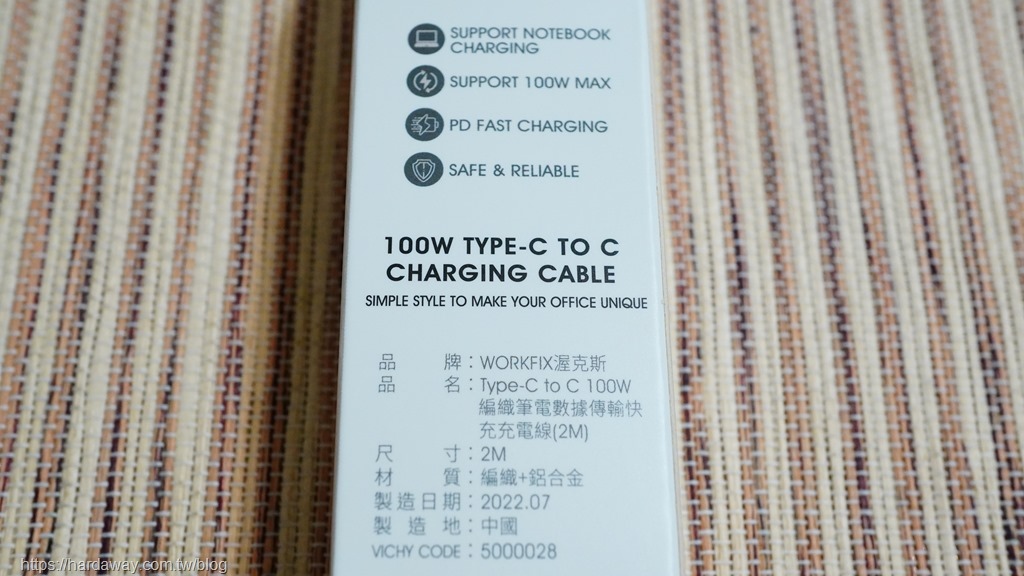 SUPPORT NOTEBOOK
CHARGING
SUPPORT 100W MAX
PD FAST CHARGING
SAFE & RELIABLE
100W TYPE-C TO C
CHARGING CABLE
SIMPLE STYLE TO MAKE YOUR OFFICE UNIQUE
品牌：WORKFIX渥克斯
品名：Type-C to C 100W
編織筆電數據傳輸快
充充電線(2M)
尺寸：2M
材質：編織+鋁合金
製造日期：2022.07
製造地：中國
VICHY CODE：5000028
https://hardaway.com.tw/blog